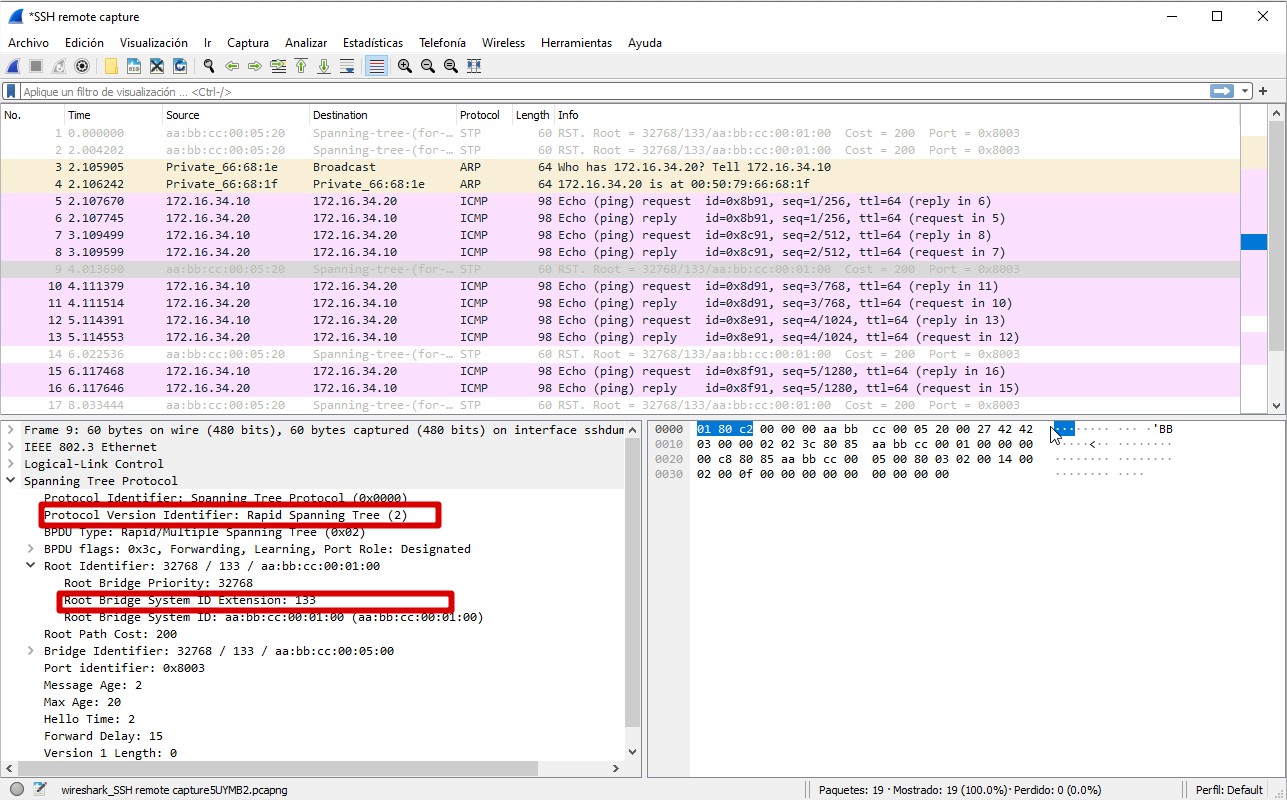 *SSH remote capture
Archivo Edición Visualización Ir Captura Analizar Estadísticas Telefonía Wireless Herramientas Ayuda
Aplique un filtro de visualización ... <Ctrl-/>
No. Time Source Destination Protocol Length Info
1 0.000000 aa:bb:cc:00:05:20 Spanning-tree-(for-… STP 60 RST. Root = 32768/133/aa:bb:cc:00:01:00 Cost = 200 Port = 0x8003
2 2.004202 aa:bb:cc:00:05:20 Spanning-tree-(for-… STP 60 RST. Root = 32768/133/aa:bb:cc:00:01:00 Cost = 200 Port = 0x8003
3 2.105905 Private_66:68:1e Broadcast ARP 64 Who has 172.16.34.20? Tell 172.16.34.10
4 2.106242 Private_66:68:1f Private_66:68:1e ARP 64 172.16.34.20 is at 00:50:79:66:68:1f
5 2.107670 172.16.34.10 172.16.34.20 ICMP 98 Echo (ping) request id=0x8b91, seq=1/256, ttl=64 (reply in 6)
6 2.107745 172.16.34.20 172.16.34.10 ICMP 98 Echo (ping) reply id=0x8b91, seq=1/256, ttl=64 (request in 5)
7 3.109499 172.16.34.10 172.16.34.20 ICMP 98 Echo (ping) request id=0x8c91, seq=2/512, ttl=64 (reply in 8)
8 3.109599 172.16.34.20 172.16.34.10 ICMP 98 Echo (ping) reply id=0x8c91, seq=2/512, ttl=64 (request in 7)
9 4.013690 aa:bb:cc:00:05:20 Spanning-tree-(for-… STP 60 RST. Root = 32768/133/aa:bb:cc:00:01:00 Cost = 200 Port = 0x8003
10 4.111379 172.16.34.10 172.16.34.20 ICMP 98 Echo (ping) request id=0x8d91, seq=3/768, ttl=64 (reply in 11)
11 4.111514 172.16.34.20 172.16.34.10 ICMP 98 Echo (ping) reply id=0x8d91, seq=3/768, ttl=64 (request in 10)
12 5.114391 172.16.34.10 172.16.34.20 ICMP 98 Echo (ping) request id=0x8e91, seq=4/1024, ttl=64 (reply in 13)
13 5.114553 172.16.34.20 172.16.34.10 ICMP 98 Echo (ping) reply id=0x8e91, seq=4/1024, ttl=64 (request in 12)
14 6.022536 aa:bb:cc:00:05:20 Spanning-tree-(for-… STP 60 RST. Root = 32768/133/aa:bb:cc:00:01:00 Cost = 200 Port = 0x8003
15 6.117468 172.16.34.10 172.16.34.20 ICMP 98 Echo (ping) request id=0x8f91, seq=5/1280, ttl=64 (reply in 16)
16 6.117646 172.16.34.20 172.16.34.10 ICMP 98 Echo (ping) reply id=0x8f91, seq=5/1280, ttl=64 (request in 15)
17 8.033444 aa:bb:cc:00:05:20 Spanning-tree-(for-… STP 60 RST. Root = 32768/133/aa:bb:cc:00:01:00 Cost = 200 Port = 0x8003
Frame 9: 60 bytes on wire (480 bits), 60 bytes captured (480 bits) on interface sshdum
IEEE 802.3 Ethernet
Logical-Link Control
Spanning Tree Protocol
Protocol Identifier: Spanning Tree Protocol (0x0000)
Protocol Version Identifier: Rapid Spanning Tree (2)
BPDU Type: Rapid/Multiple Spanning Tree (0x02)
BPDU flags: 0x3c, Forwarding, Learning, Port Role: Designated
Root Identifier: 32768 / 133 / aa:bb:cc:00:01:00
Root Bridge Priority: 32768
Root Bridge System ID Extension: 133
Root Bridge System ID: aa:bb:cc:00:01:00 (aa:bb:cc:00:01:00)
Root Path Cost: 200
Bridge Identifier: 32768 / 133 / aa:bb:cc:00:05:00
Port identifier: 0x8003
Message Age: 2
Max Age: 20
Hello Time: 2
Forward Delay: 15
Version 1 Length: 0
0000 01 80 c2 00 00 00 aa bb cc 00 05 20 00 27 42 42 ········ ··· ·'BB
0010 03 00 00 02 02 3c 80 85 aa bb cc 00 01 00 00 00 ·····<·· ········
0020 00 c8 80 85 aa bb cc 00 05 00 80 03 02 00 14 00 ········ ········
0030 02 00 0f 00 00 00 00 00 00 00 00 00 ········ ····
wireshark_SSH remote capture5UYMB2.pcapng Paquetes: 19 · Mostrado: 19 (100.0%)· Perdido: 0 (0.0%) Perfil: Default